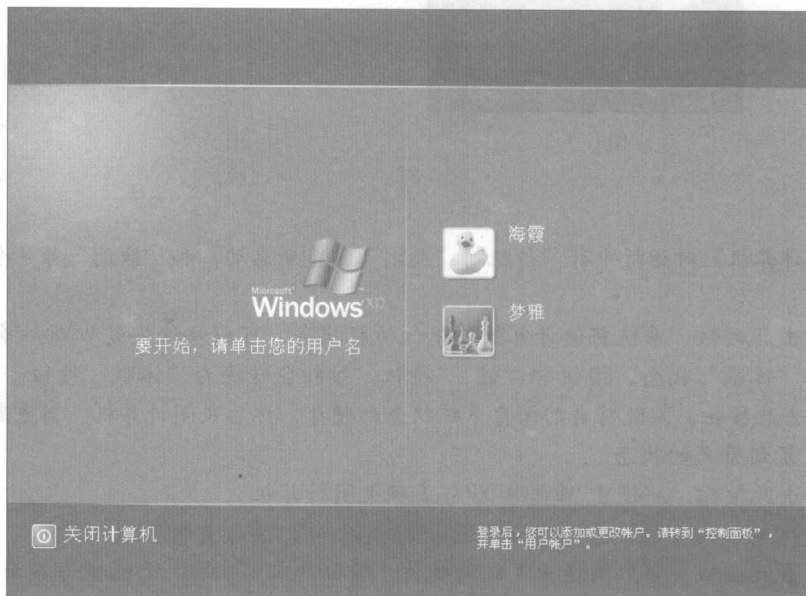 海霞
Microsoft
Windows xp
梦雅
要开始，请单击您的用户名
关闭计算机
登录后，您可以添加或更改帐户。请转到“控制面板”，
并单击“用户帐户”。